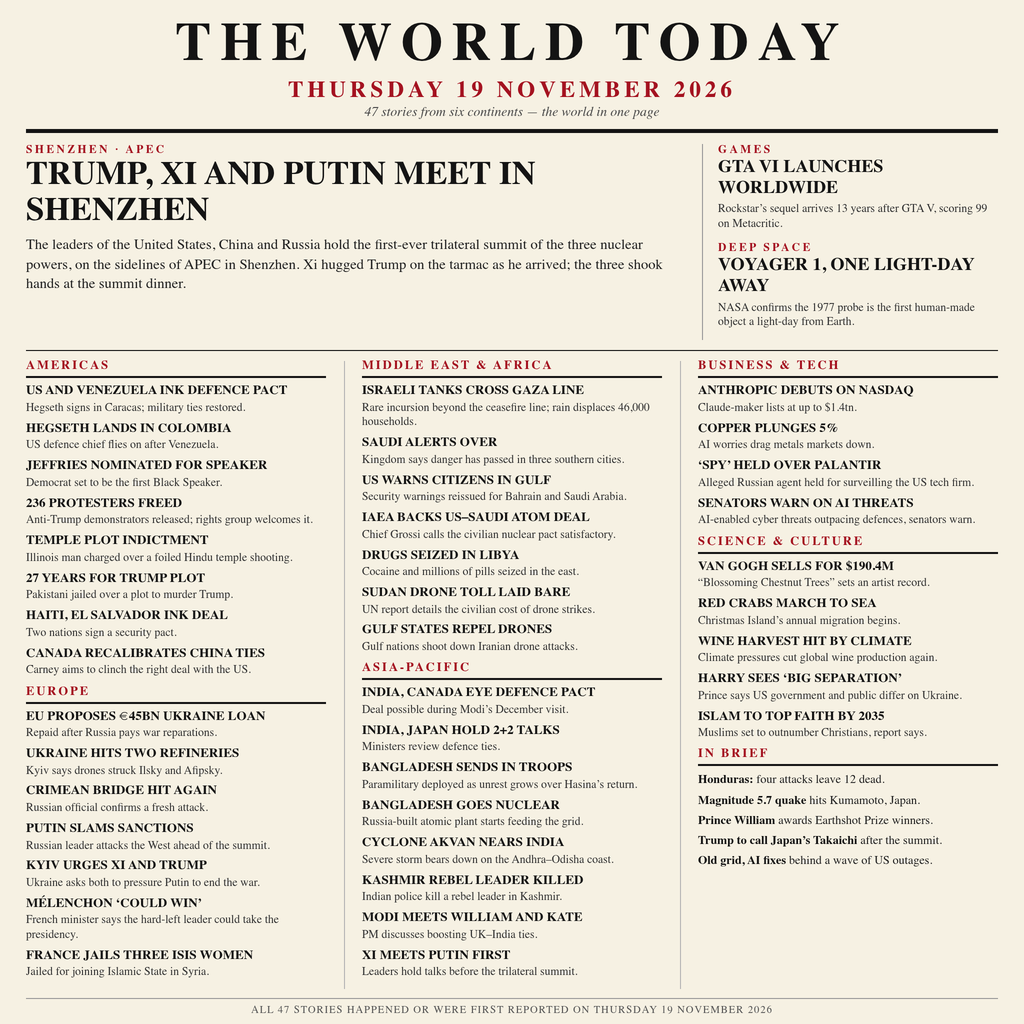 THE WORLD TODAY
THURSDAY 19 NOVEMBER 2026
47 stories from six continents — the world in one page
SHENZHEN · APEC
TRUMP, XI AND PUTIN MEET IN
SHENZHEN
The leaders of the United States, China and Russia hold the first-ever trilateral summit of the three nuclear
powers, on the sidelines of APEC in Shenzhen. Xi hugged Trump on the tarmac as he arrived; the three shook
hands at the summit dinner.
GAMES
GTA VI LAUNCHES
WORLDWIDE
Rockstar’s sequel arrives 13 years after GTA V, scoring 99
on Metacritic.
DEEP SPACE
VOYAGER 1, ONE LIGHT-DAY
AWAY
NASA confirms the 1977 probe is the first human-made
object a light-day from Earth.
AMERICAS
US AND VENEZUELA INK DEFENCE PACT
Hegseth signs in Caracas; military ties restored.
HEGSETH LANDS IN COLOMBIA
US defence chief flies on after Venezuela.
JEFFRIES NOMINATED FOR SPEAKER
Democrat set to be the first Black Speaker.
236 PROTESTERS FREED
Anti-Trump demonstrators released; rights group welcomes it.
TEMPLE PLOT INDICTMENT
Illinois man charged over a foiled Hindu temple shooting.
27 YEARS FOR TRUMP PLOT
Pakistani jailed over a plot to murder Trump.
HAITI, EL SALVADOR INK DEAL
Two nations sign a security pact.
CANADA RECALIBRATES CHINA TIES
Carney aims to clinch the right deal with the US.
EUROPE
EU PROPOSES €45BN UKRAINE LOAN
Repaid after Russia pays war reparations.
UKRAINE HITS TWO REFINERIES
Kyiv says drones struck Ilsky and Afipsky.
CRIMEAN BRIDGE HIT AGAIN
Russian official confirms a fresh attack.
PUTIN SLAMS SANCTIONS
Russian leader attacks the West ahead of the summit.
KYIV URGES XI AND TRUMP
Ukraine asks both to pressure Putin to end the war.
MÉLENCHON ‘COULD WIN’
French minister says the hard-left leader could take the
presidency.
FRANCE JAILS THREE ISIS WOMEN
Jailed for joining Islamic State in Syria.
MIDDLE EAST & AFRICA
ISRAELI TANKS CROSS GAZA LINE
Rare incursion beyond the ceasefire line; rain displaces 46,000
households.
SAUDI ALERTS OVER
Kingdom says danger has passed in three southern cities.
US WARNS CITIZENS IN GULF
Security warnings reissued for Bahrain and Saudi Arabia.
IAEA BACKS US–SAUDI ATOM DEAL
Chief Grossi calls the civilian nuclear pact satisfactory.
DRUGS SEIZED IN LIBYA
Cocaine and millions of pills seized in the east.
SUDAN DRONE TOLL LAID BARE
UN report details the civilian cost of drone strikes.
GULF STATES REPEL DRONES
Gulf nations shoot down Iranian drone attacks.
ASIA-PACIFIC
INDIA, CANADA EYE DEFENCE PACT
Deal possible during Modi’s December visit.
INDIA, JAPAN HOLD 2+2 TALKS
Ministers review defence ties.
BANGLADESH SENDS IN TROOPS
Paramilitary deployed as unrest grows over Hasina’s return.
BANGLADESH GOES NUCLEAR
Russia-built atomic plant starts feeding the grid.
CYCLONE AKVAN NEARS INDIA
Severe storm bears down on the Andhra–Odisha coast.
KASHMIR REBEL LEADER KILLED
Indian police kill a rebel leader in Kashmir.
MODI MEETS WILLIAM AND KATE
PM discusses boosting UK–India ties.
XI MEETS PUTIN FIRST
Leaders hold talks before the trilateral summit.
BUSINESS & TECH
ANTHROPIC DEBUTS ON NASDAQ
Claude-maker lists at up to $1.4tn.
COPPER PLUNGES 5%
AI worries drag metals markets down.
‘SPY’ HELD OVER PALANTIR
Alleged Russian agent held for surveilling the US tech firm.
SENATORS WARN ON AI THREATS
AI-enabled cyber threats outpacing defences, senators warn.
SCIENCE & CULTURE
VAN GOGH SELLS FOR $190.4M
“Blossoming Chestnut Trees” sets an artist record.
RED CRABS MARCH TO SEA
Christmas Island’s annual migration begins.
WINE HARVEST HIT BY CLIMATE
Climate pressures cut global wine production again.
HARRY SEES ‘BIG SEPARATION’
Prince says US government and public differ on Ukraine.
ISLAM TO TOP FAITH BY 2035
Muslims set to outnumber Christians, report says.
IN BRIEF
Honduras: four attacks leave 12 dead.
Magnitude 5.7 quake hits Kumamoto, Japan.
Prince William awards Earthshot Prize winners.
Trump to call Japan’s Takaichi after the summit.
Old grid, AI fixes behind a wave of US outages.
ALL 47 STORIES HAPPENED OR WERE FIRST REPORTED ON THURSDAY 19 NOVEMBER 2026